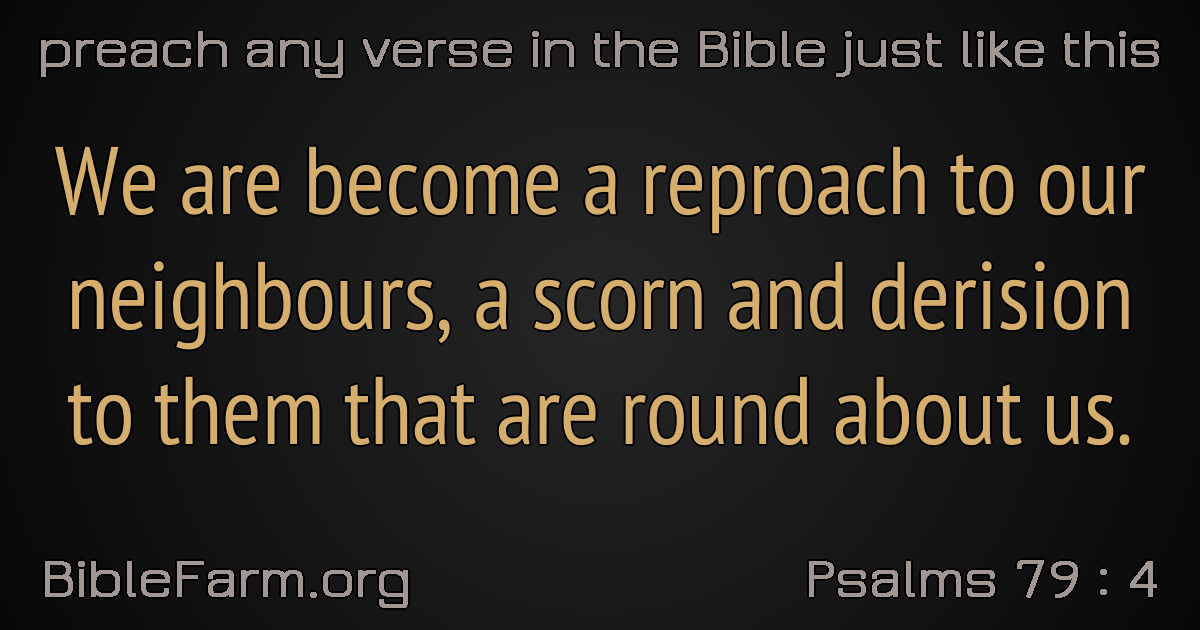 preach any verse in the Bible just like this
We are become a reproach to our
neighbours, a scorn and derision
to them that are round about us.
BibleFarm.org
Psalms 79 : 4